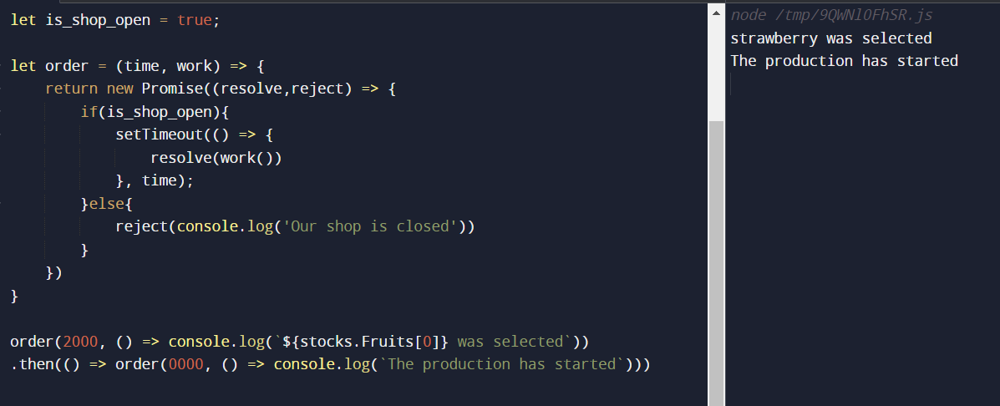 let is_shop_open = true;
let order = (time, work) => {
return new Promise((resolve,reject) => {
if(is_shop_open){
setTimeout(() => {
resolve(work())
}, time);
}else{
reject(console.log('Our shop is closed'))
}
})
}
order(2000, () => console.log(`${stocks.Fruits[0]} was selected`))
.then(() => order(0000, () => console.log(`The production has started`)))
node /tmp/9QWNlOFhSR.js
strawberry was selected
The production has started